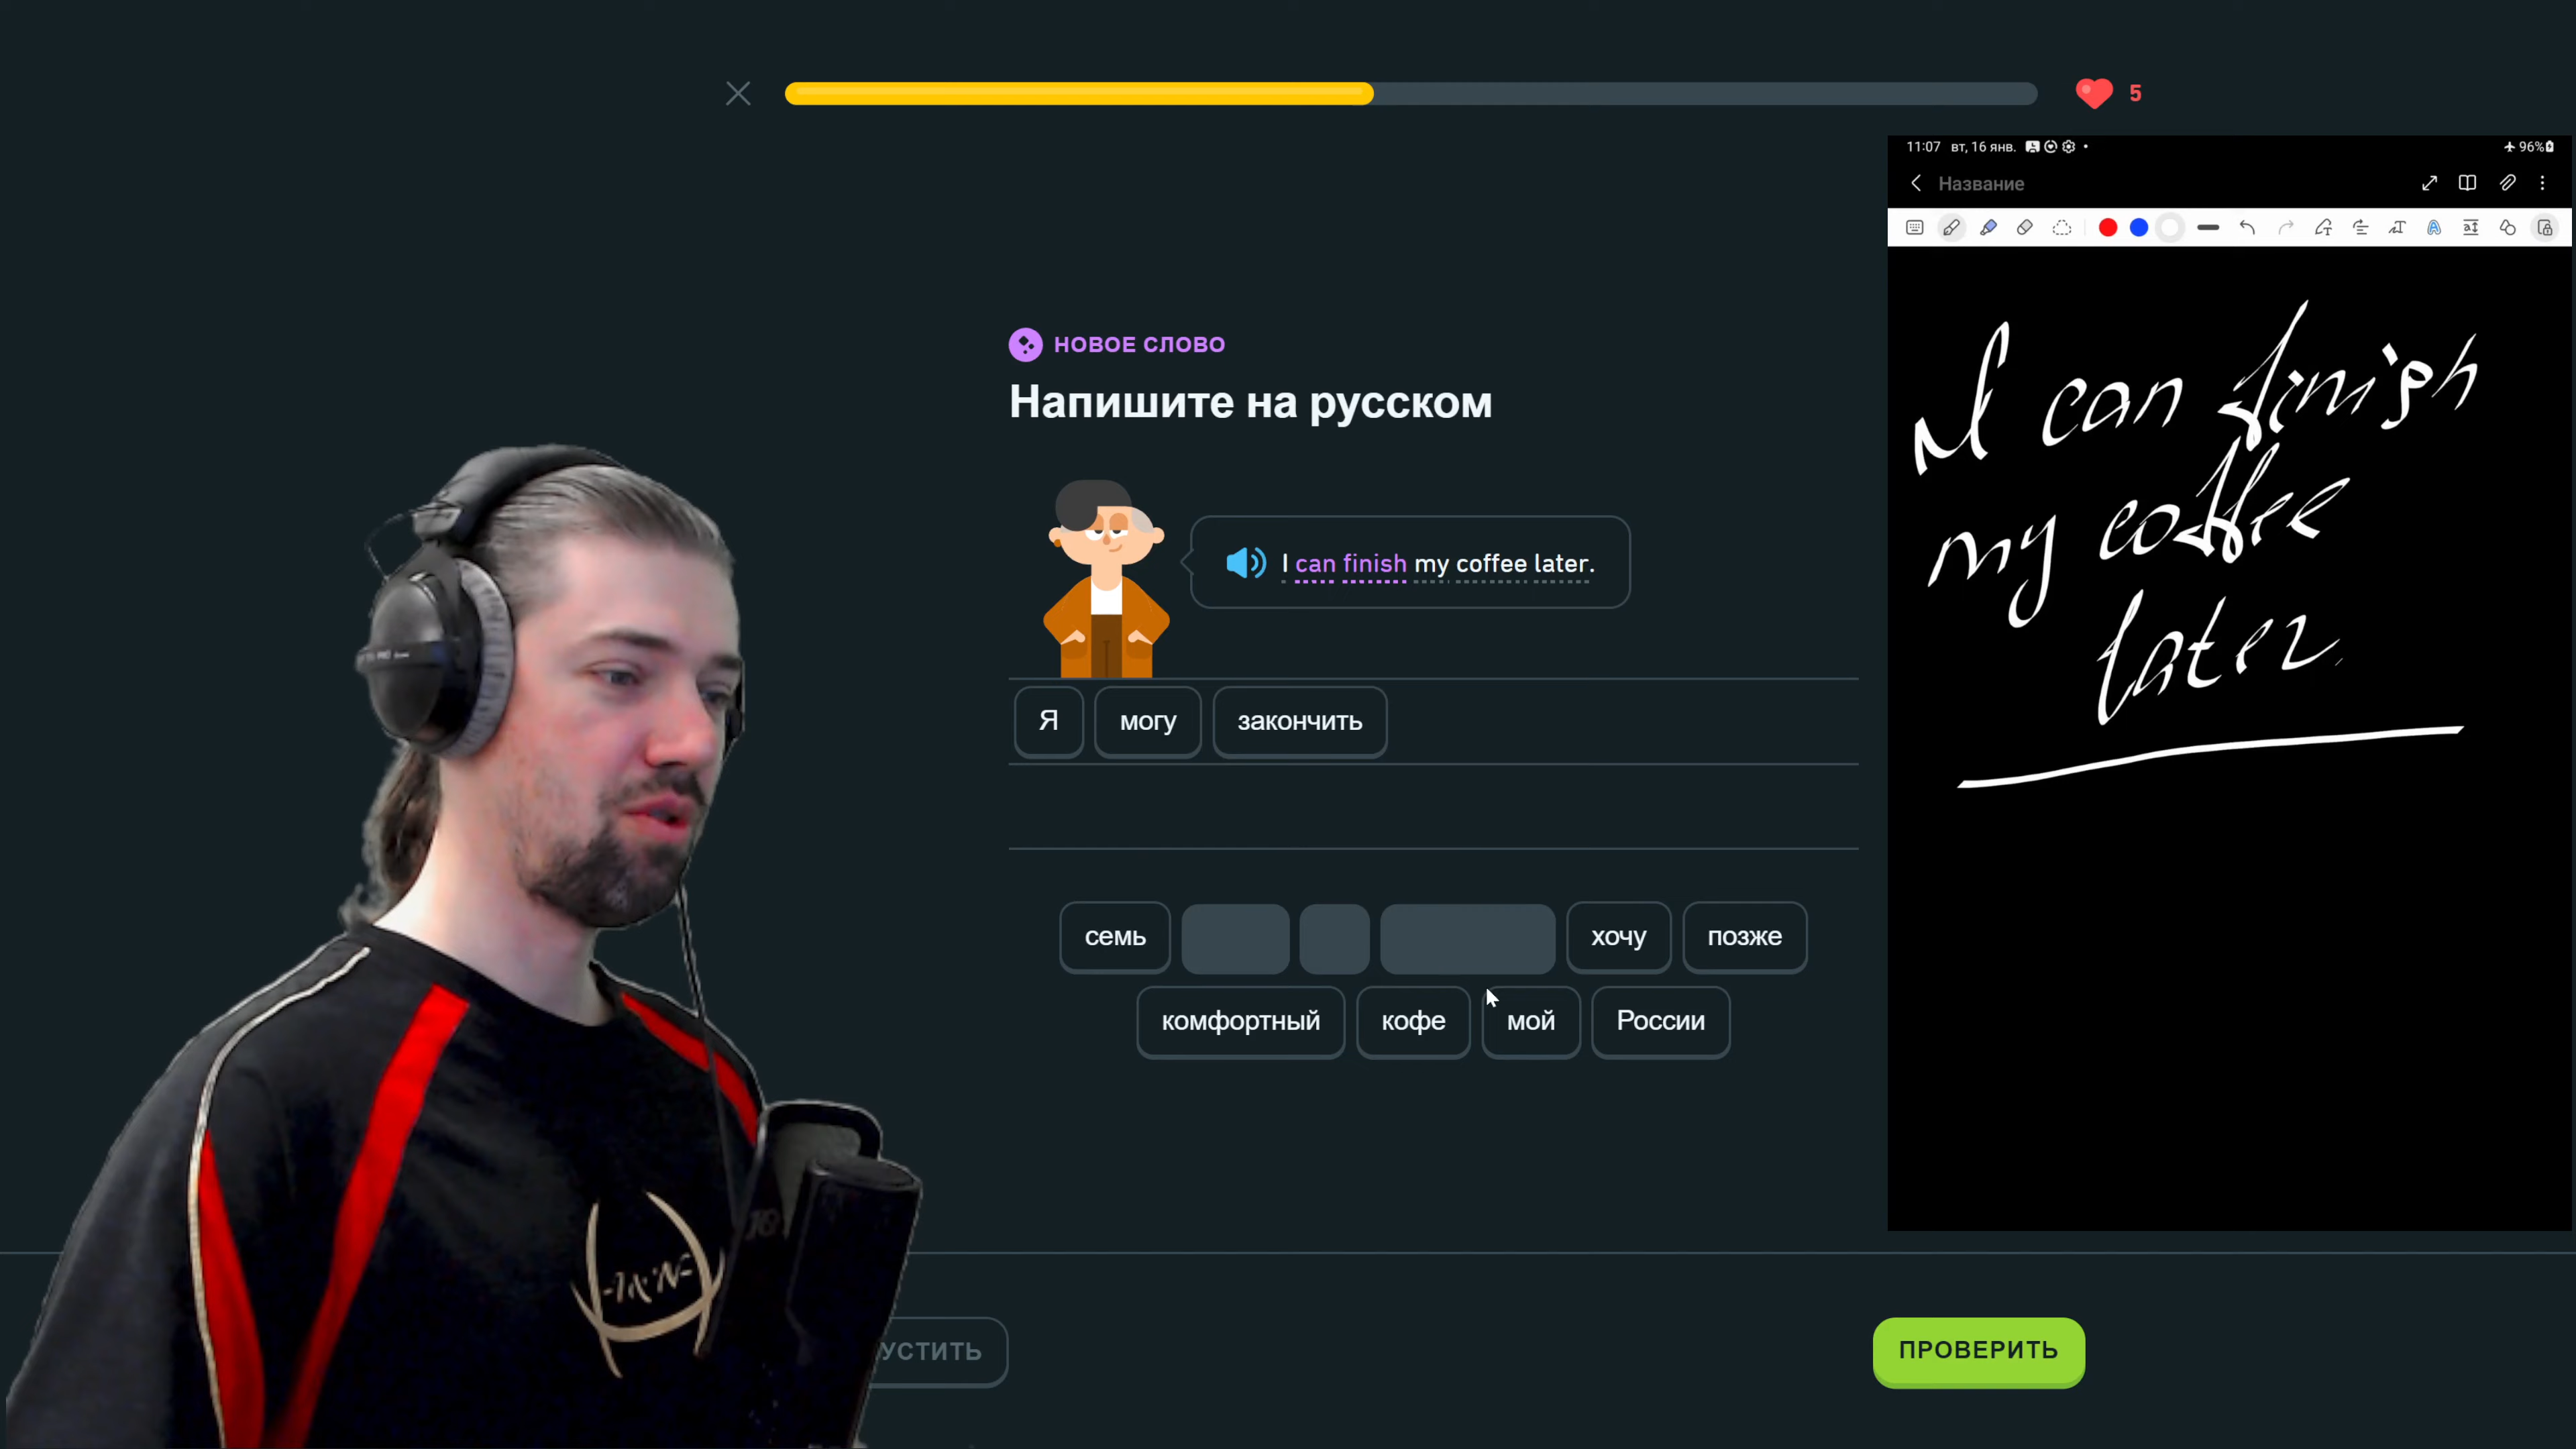 5
11:07 вт, 16 янв. 96%
Название
НОВОЕ СЛОВО
Напишите на русском
I can finish my coffee later.
Я могу закончить
семь хочу позже
комфортный кофе мой России
УСТИТЬ
ПРОВЕРИТЬ
I can finish
my coffee
later.